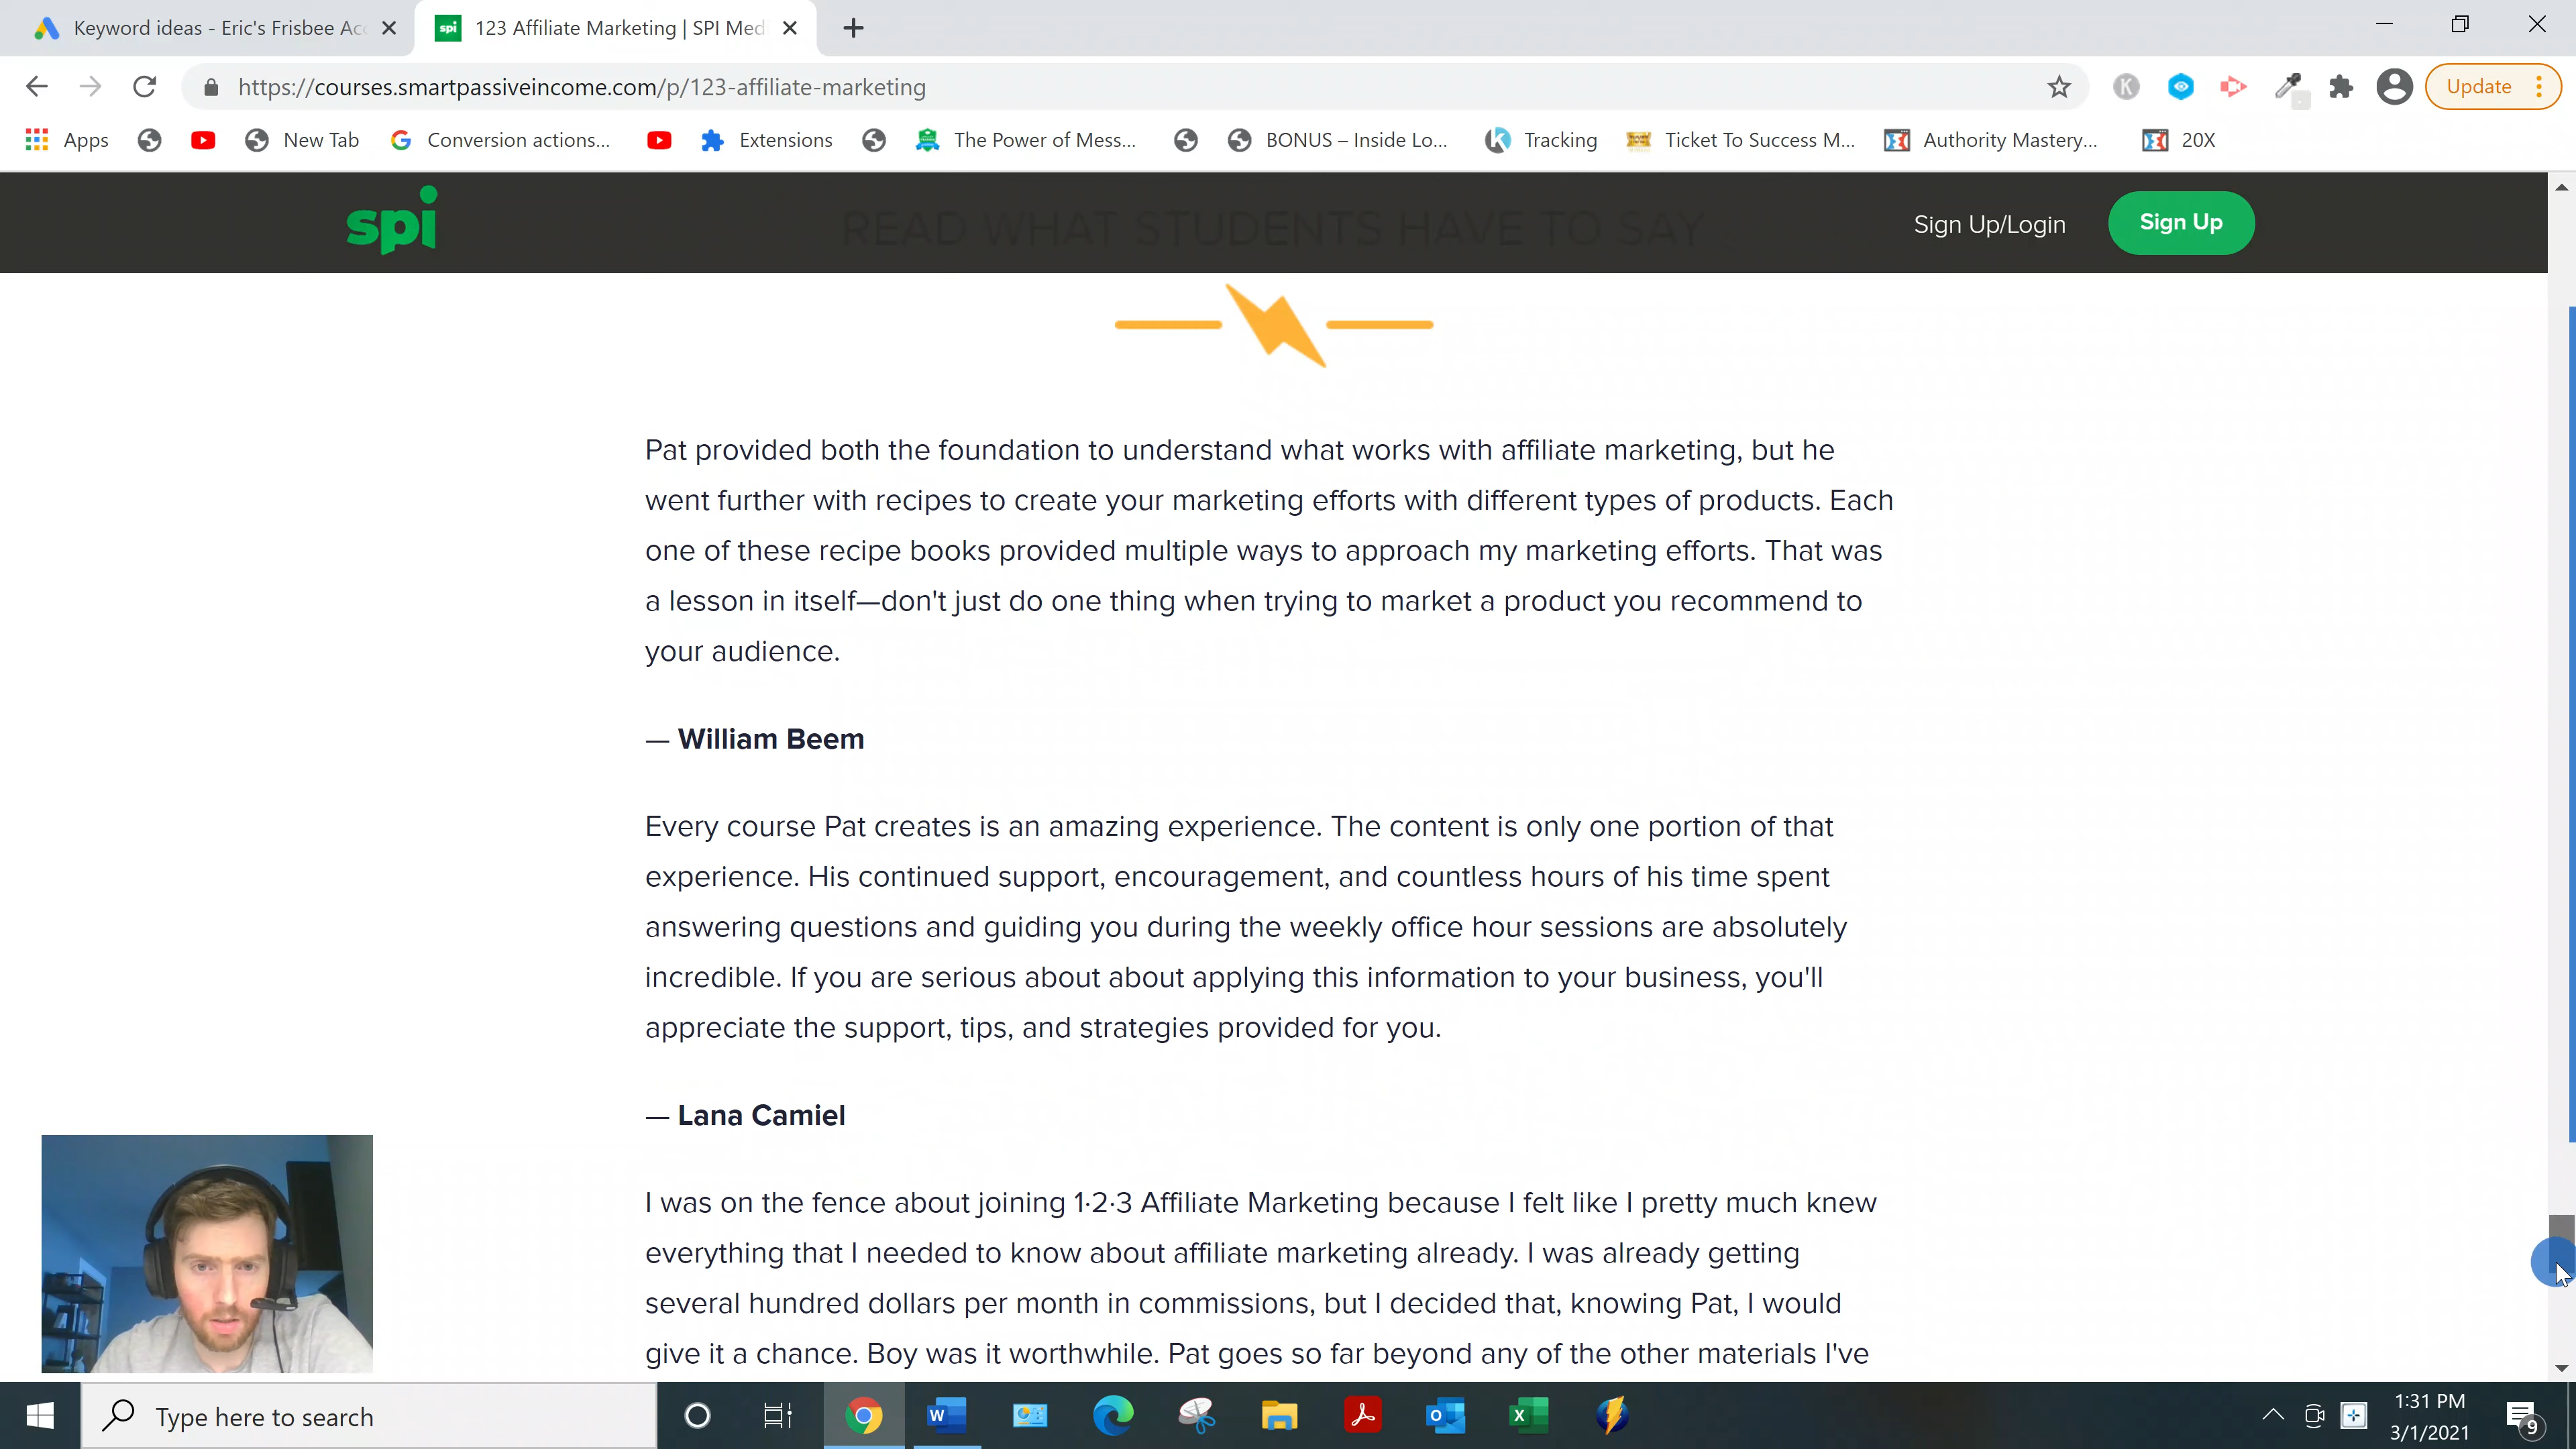 Keyword ideas - Eric's Frisbee Acc
123 Affiliate Marketing | SPI Med
https://courses.smartpassiveincome.com/p/123-affiliate-marketing
Update
Apps
New Tab
Conversion actions...
Extensions
The Power of Mess...
BONUS – Inside Lo...
Tracking
Ticket To Success M...
Authority Mastery...
20X
spi
READ WHAT STUDENTS HAVE TO SAY
Sign Up/Login
Sign Up
Pat provided both the foundation to understand what works with affiliate marketing, but he
went further with recipes to create your marketing efforts with different types of products. Each
one of these recipe books provided multiple ways to approach my marketing efforts. That was
a lesson in itself—don't just do one thing when trying to market a product you recommend to
your audience.
— William Beem
Every course Pat creates is an amazing experience. The content is only one portion of that
experience. His continued support, encouragement, and countless hours of his time spent
answering questions and guiding you during the weekly office hour sessions are absolutely
incredible. If you are serious about about applying this information to your business, you'll
appreciate the support, tips, and strategies provided for you.
— Lana Camiel
I was on the fence about joining 1·2·3 Affiliate Marketing because I felt like I pretty much knew
everything that I needed to know about affiliate marketing already. I was already getting
several hundred dollars per month in commissions, but I decided that, knowing Pat, I would
give it a chance. Boy was it worthwhile. Pat goes so far beyond any of the other materials I've
Type here to search
1:31 PM
3/1/2021
9